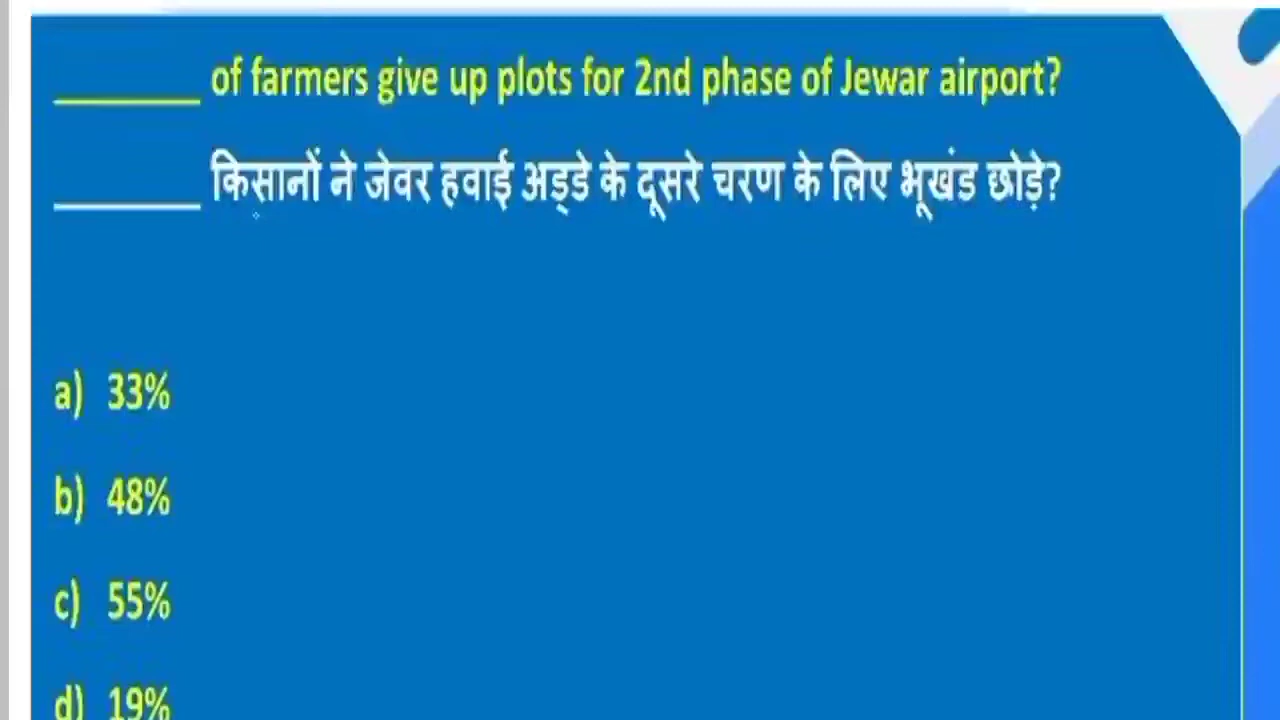 _______ of farmers give up plots for 2nd phase of Jewar airport?
_______ किसानों ने जेवर हवाई अड्डे के दूसरे चरण के लिए भूखंड छोड़े?
a) 33%
b) 48%
c) 55%
d) 19%